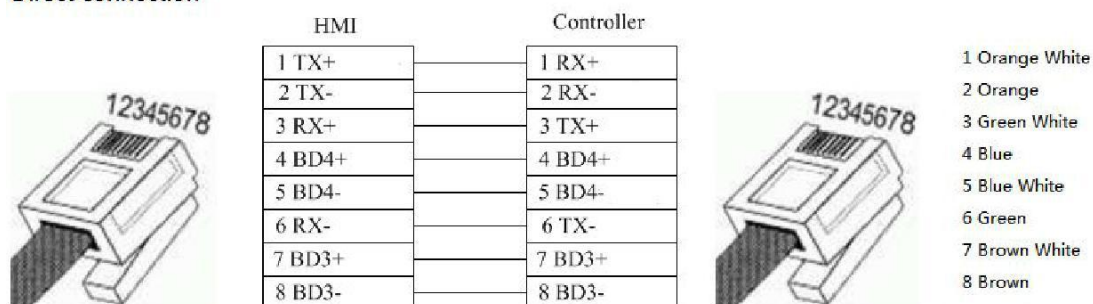 HMI Controller
12345678
1 TX+ 1 RX+
2 TX- 2 RX-
3 RX+ 3 TX+
4 BD4+ 4 BD4+
5 BD4- 5 BD4-
6 RX- 6 TX-
7 BD3+ 7 BD3+
8 BD3- 8 BD3-
12345678
1 Orange White
2 Orange
3 Green White
4 Blue
5 Blue White
6 Green
7 Brown White
8 Brown